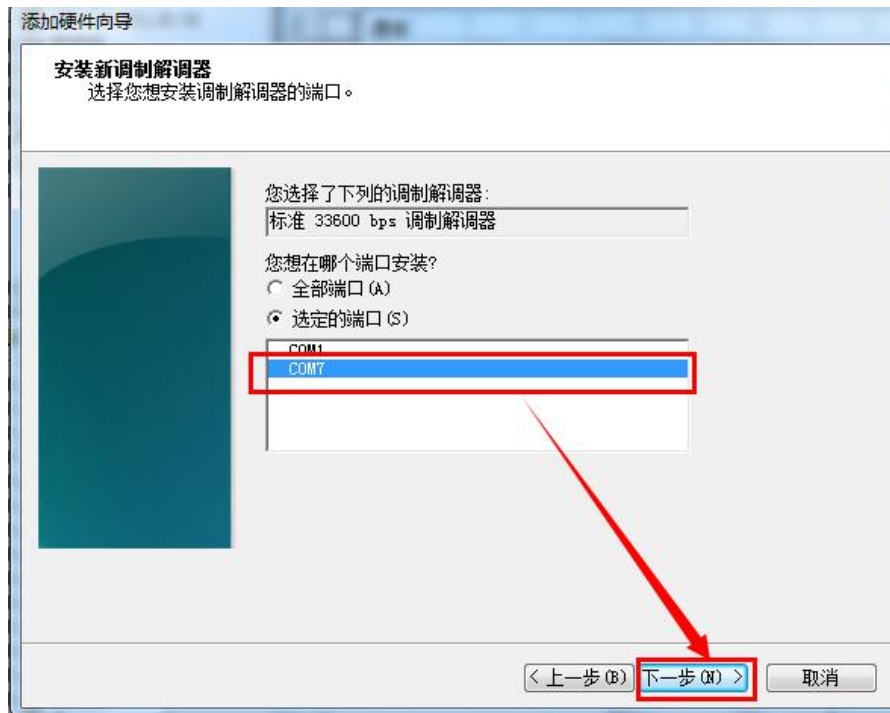 添加硬件向导
安装新调制解调器
选择您想安装调制解调器的端口。
您选择了下列的调制解调器:
标准 33600 bps 调制解调器
您想在哪个端口安装?
全部端口(A)
选定的端口(S)
COM1
COM7
< 上一步(B) 下一步(N) > 取消